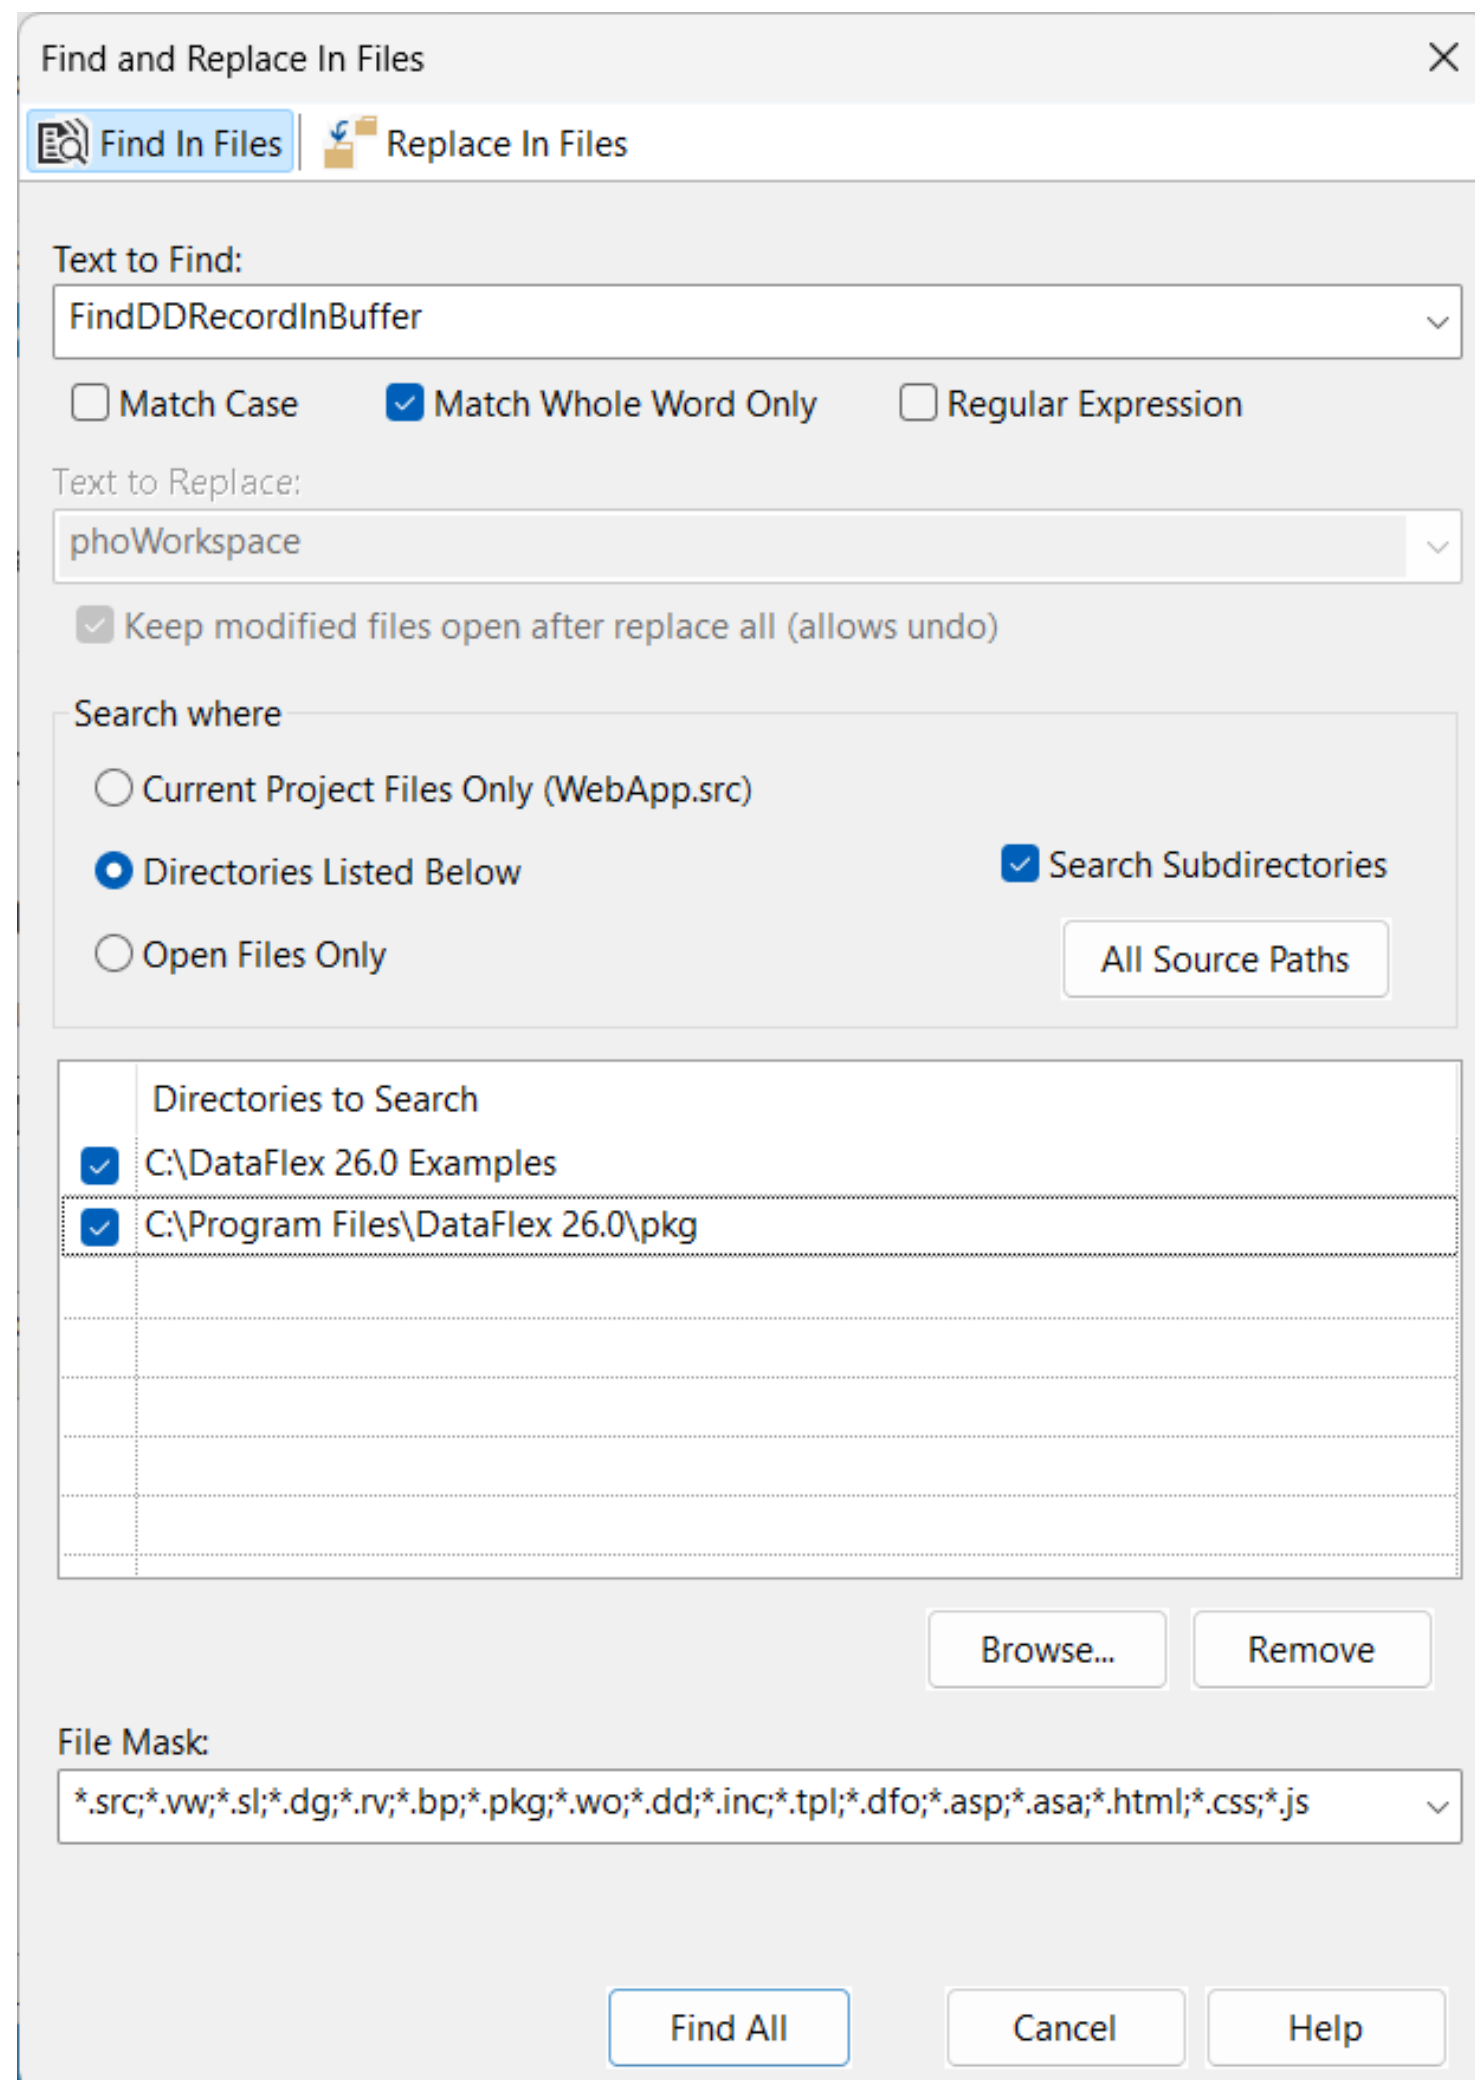 Find and Replace In Files
Find In Files Replace In Files
Text to Find:
FindDDRecordInBuffer
Match Case Match Whole Word Only Regular Expression
Text to Replace:
phoWorkspace
Keep modified files open after replace all (allows undo)
Search where
Current Project Files Only (WebApp.src)
Directories Listed Below Search Subdirectories
Open Files Only All Source Paths
Directories to Search
C:\DataFlex 26.0 Examples
C:\Program Files\DataFlex 26.0\pkg
Browse... Remove
File Mask:
*.src;*.vw;*.sl;*.dg;*.rv;*.bp;*.pkg;*.wo;*.dd;*.inc;*.tpl;*.dfo;*.asp;*.asa;*.html;*.css;*.js
Find All Cancel Help